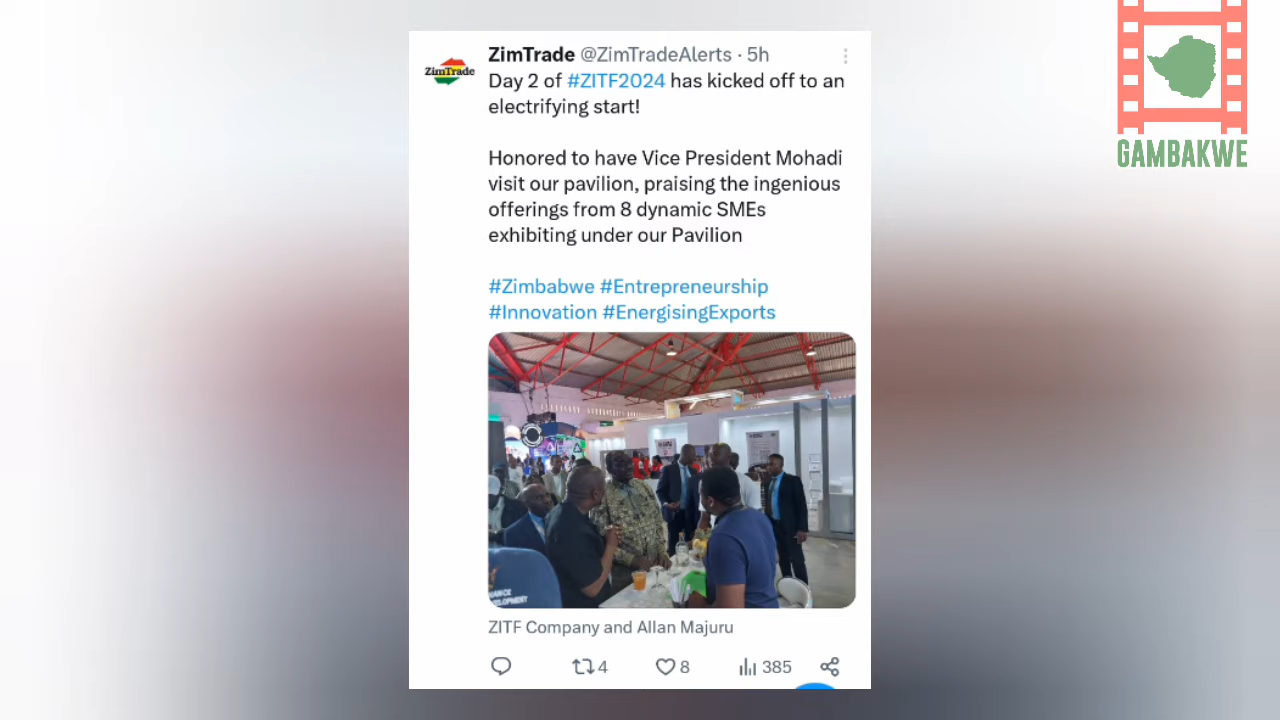 ZimTrade @ZimTradeAlerts · 5h
ZimTrade
Day 2 of #ZITF2024 has kicked off to an
electrifying start!
Honored to have Vice President Mohadi
visit our pavilion, praising the ingenious
offerings from 8 dynamic SMEs
exhibiting under our Pavilion
#Zimbabwe #Entrepreneurship
#Innovation #EnergisingExports
ZITF Company and Allan Majuru
4 8 385
GAMBAKWE